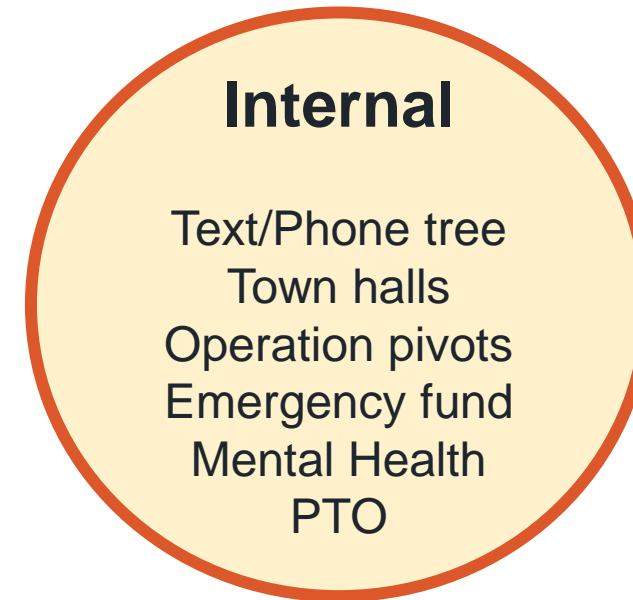 Internal
Text/Phone tree
Town halls
Operation pivots
Emergency fund
Mental Health
PTO